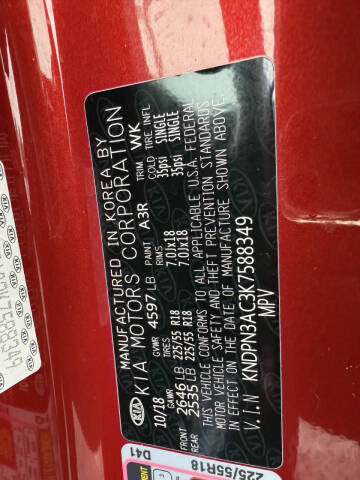 MANUFACTURED IN KOREA BY
KIA MOTORS CORPORATION
10/18 GVWR 4597 LB PAINT A3R TRIM WK
GAWR TIRES RIMS COLD TIRE INFL
FRONT 2646 LB 225/55 R18 7.0Jx18 35psi SINGLE
REAR 2535 LB 225/55 R18 7.0Jx18 35psi SINGLE
THIS VEHICLE CONFORMS TO ALL APPLICABLE U.S.A. FEDERAL
MOTOR VEHICLE SAFETY AND THEFT PREVENTION STANDARDS
IN EFFECT ON THE DATE OF MANUFACTURE SHOWN ABOVE.
V.I.N KNDPN3AC3K7588349
MPV
KIA
D41
225/55R18